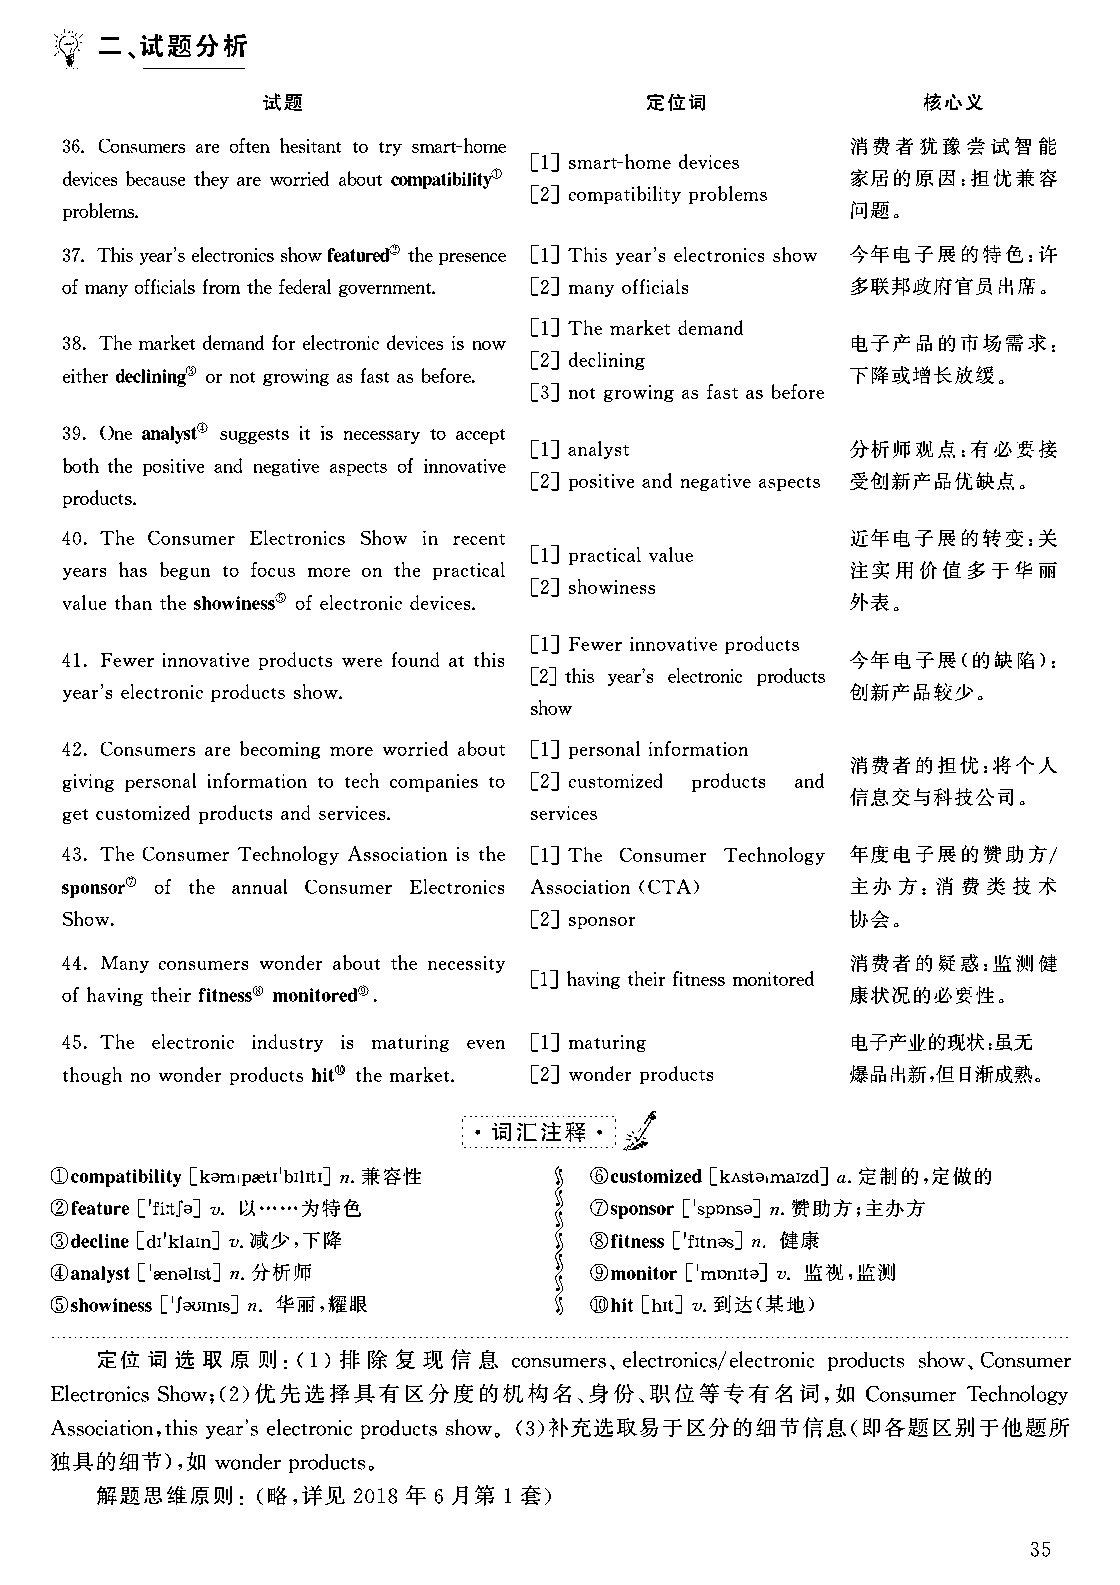 二、试题分析
试题 定位词 核心义
36. Consumers are often hesitant to try smart-home
devices because they are worried about compatibility①
problems.
[1] smart-home devices
[2] compatibility problems
消费者犹豫尝试智能
家居的原因:担忧兼容
问题。
37. This year's electronics show featured② the presence
of many officials from the federal government.
[1] This year's electronics show
[2] many officials
今年电子展的特色:许
多联邦政府官员出席。
38. The market demand for electronic devices is now
either declining③ or not growing as fast as before.
[1] The market demand
[2] declining
[3] not growing as fast as before
电子产品的市场需求:
下降或增长放缓。
39. One analyst④ suggests it is necessary to accept
both the positive and negative aspects of innovative
products.
[1] analyst
[2] positive and negative aspects
分析师观点:有必要接
受创新产品优缺点。
40. The Consumer Electronics Show in recent
years has begun to focus more on the practical
value than the showiness⑤ of electronic devices.
[1] practical value
[2] showiness
近年电子展的转变:关
注实用价值多于华丽
外表。
41. Fewer innovative products were found at this
year's electronic products show.
[1] Fewer innovative products
[2] this year's electronic products
show
今年电子展(的缺陷):
创新产品较少。
42. Consumers are becoming more worried about
giving personal information to tech companies to
get customized products and services.
[1] personal information
[2] customized products and
services
消费者的担忧:将个人
信息交与科技公司。
43. The Consumer Technology Association is the
sponsor⑦ of the annual Consumer Electronics
Show.
[1] The Consumer Technology
Association (CTA)
[2] sponsor
年度电子展的赞助方/
主办方:消费类技术
协会。
44. Many consumers wonder about the necessity
of having their fitness⑧ monitored⑨.
[1] having their fitness monitored
消费者的疑惑:监测健
康状况的必要性。
45. The electronic industry is maturing even
though no wonder products hit⑩ the market.
[1] maturing
[2] wonder products
电子产业的现状:虽无
爆品出新,但日渐成熟。
·词汇注释·
①compatibility [kəmˌpætɪˈbɪlɪtɪ] n. 兼容性
②feature [ˈfiːtʃə] v. 以……为特色
③decline [dɪˈklaɪn] v. 减少,下降
④analyst [ˈænəlɪst] n. 分析师
⑤showiness [ˈʃəʊɪnɪs] n. 华丽,耀眼
⑥customized [kʌstəˌmaɪzd] a. 定制的,定做的
⑦sponsor [ˈspɒnsə] n. 赞助方;主办方
⑧fitness [ˈfɪtnəs] n. 健康
⑨monitor [ˈmɒnɪtə] v. 监视,监测
⑩hit [hɪt] v. 到达(某地)
定位词选取原则:(1)排除复现信息 consumers、electronics/electronic products show、Consumer
Electronics Show;(2)优先选择具有区分度的机构名、身份、职位等专有名词,如 Consumer Technology
Association,this year's electronic products show。(3)补充选取易于区分的细节信息(即各题区别于他题所
独具的细节),如 wonder products。
解题思维原则:(略,详见 2018 年 6 月第 1 套)
35